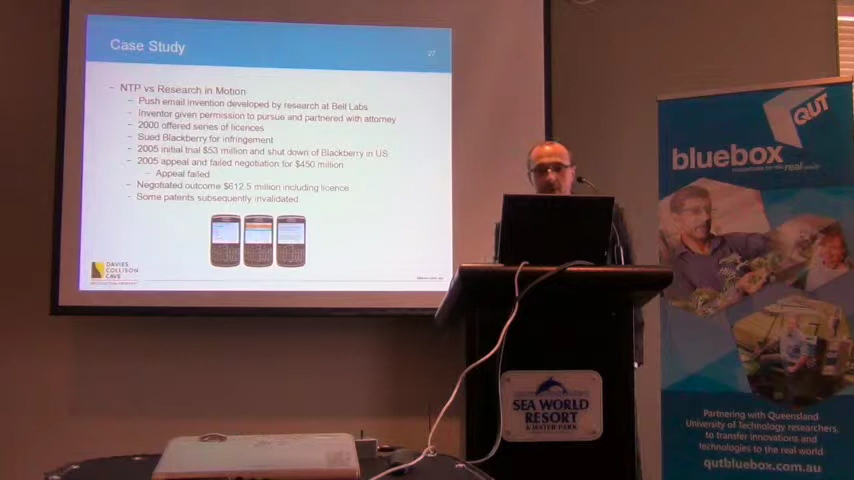 Case Study
27
– NTP vs Research in Motion
– Push email invention developed by research at Bell Labs
– Inventor given permission to pursue and partnered with attorney
– 2000 offered series of licences
– Sued Blackberry for infringement
– 2005 initial trial $53 million and shut down of Blackberry in US
– 2005 appeal and failed negotiation for $450 million
– Appeal failed
– Negotiated outcome $612.5 million including licence
– Some patents subsequently invalidated
DAVIES
COLLISON
CAVE
QUT
bluebox
SEA WORLD
RESORT
& WATER PARK
Partnering with Queensland
University of Technology researchers,
to transfer innovations and
technologies to the real world
qutbluebox.com.au